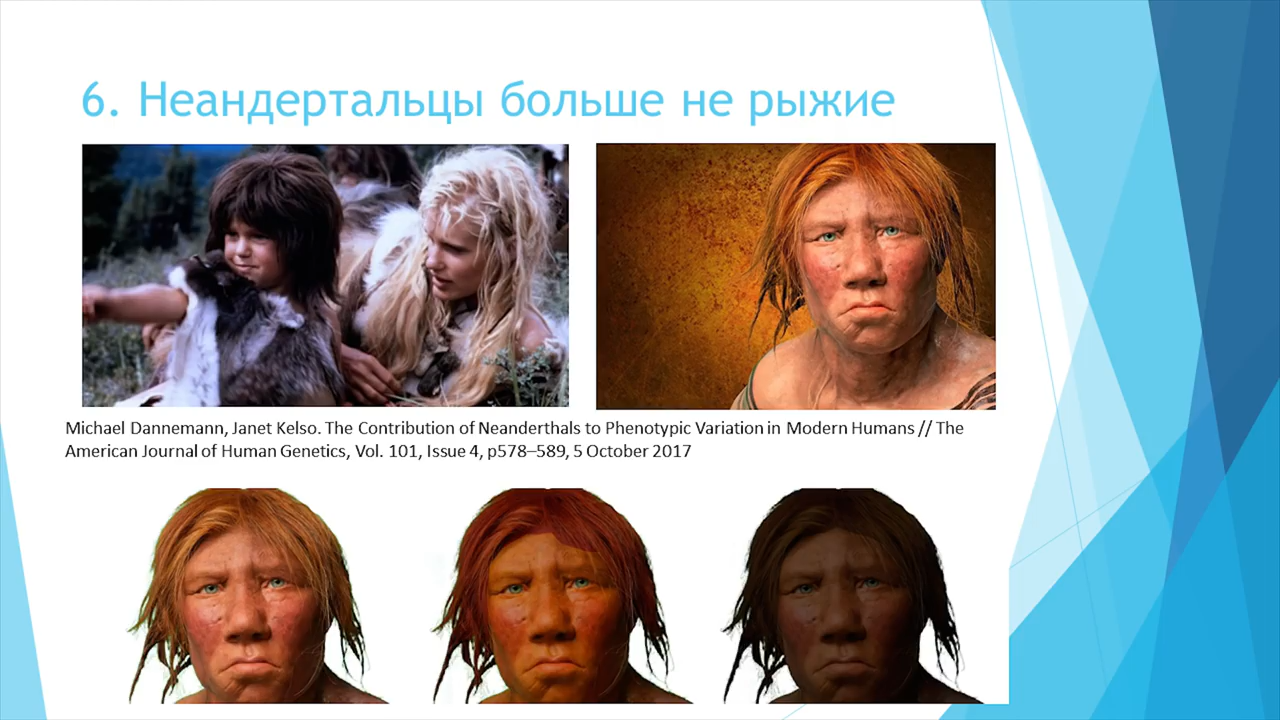 6. Неандертальцы больше не рыжие
Michael Dannemann, Janet Kelso. The Contribution of Neanderthals to Phenotypic Variation in Modern Humans // The
American Journal of Human Genetics, Vol. 101, Issue 4, p578–589, 5 October 2017